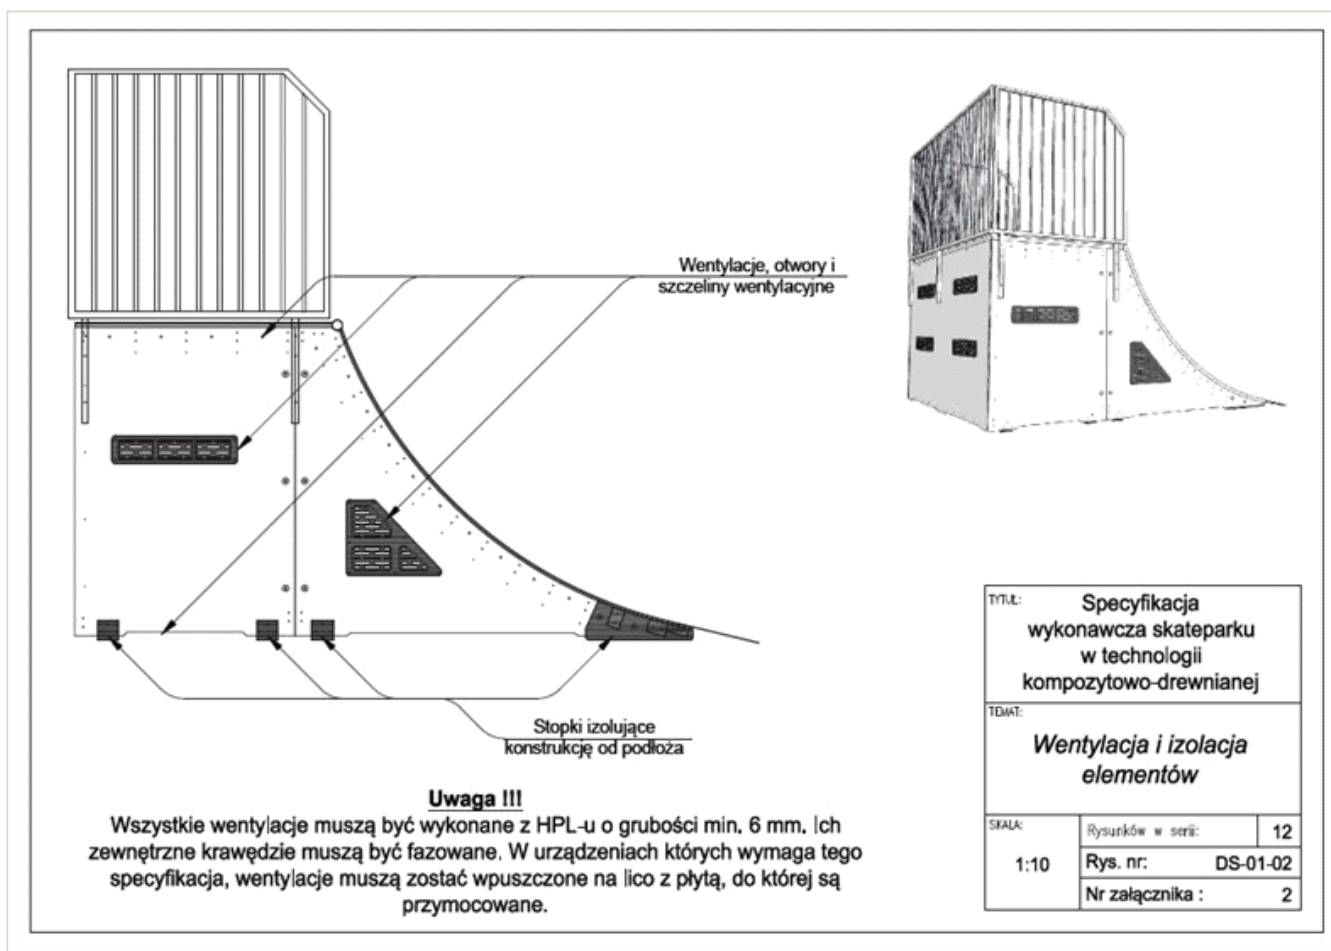 Wentylacje, otwory i
szczeliny wentylacyjne
Stopki izolujące
konstrukcję od podłoża
Uwaga !!!
Wszystkie wentylacje muszą być wykonane z HPL-u o grubości min. 6 mm. Ich
zewnętrzne krawędzie muszą być fazowane. W urządzeniach których wymaga tego
specyfikacja, wentylacje muszą zostać wpuszczone na lico z płytą, do której są
przymocowane.
TYTUŁ:
Specyfikacja
wykonawcza skateparku
w technologii
kompozytowo-drewnianej
TEMAT:
Wentylacja i izolacja
elementów
SKALA:
1:10
Rysunków w serii: 12
Rys. nr: DS-01-02
Nr załącznika : 2